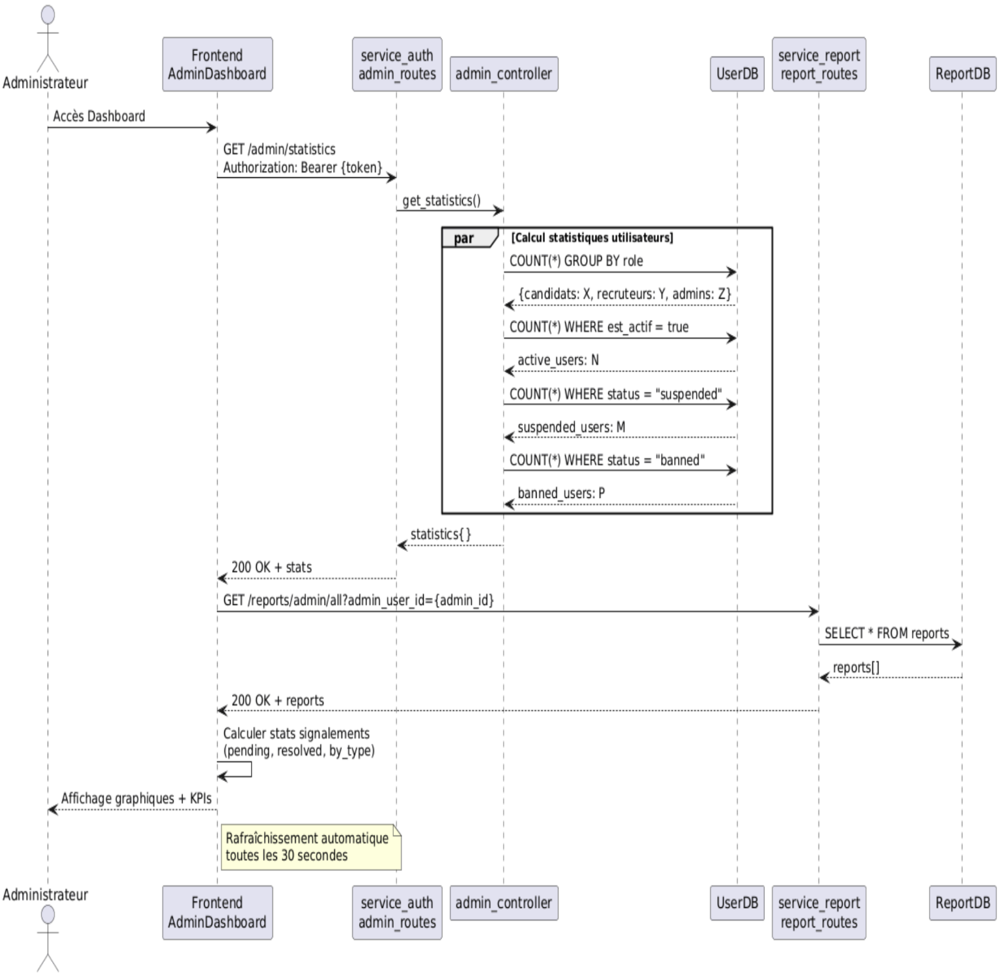 Administrateur
Frontend
AdminDashboard
service_auth
admin_routes
admin_controller
UserDB
service_report
report_routes
ReportDB
Accès Dashboard
GET /admin/statistics
Authorization: Bearer {token}
get_statistics()
par
[Calcul statistiques utilisateurs]
COUNT(*) GROUP BY role
{candidats: X, recruteurs: Y, admins: Z}
COUNT(*) WHERE est_actif = true
active_users: N
COUNT(*) WHERE status = "suspended"
suspended_users: M
COUNT(*) WHERE status = "banned"
banned_users: P
statistics{}
200 OK + stats
GET /reports/admin/all?admin_user_id={admin_id}
SELECT * FROM reports
reports[]
200 OK + reports
Calculer stats signalements
(pending, resolved, by_type)
Affichage graphiques + KPIs
Rafraîchissement automatique
toutes les 30 secondes
Administrateur
Frontend
AdminDashboard
service_auth
admin_routes
admin_controller
UserDB
service_report
report_routes
ReportDB